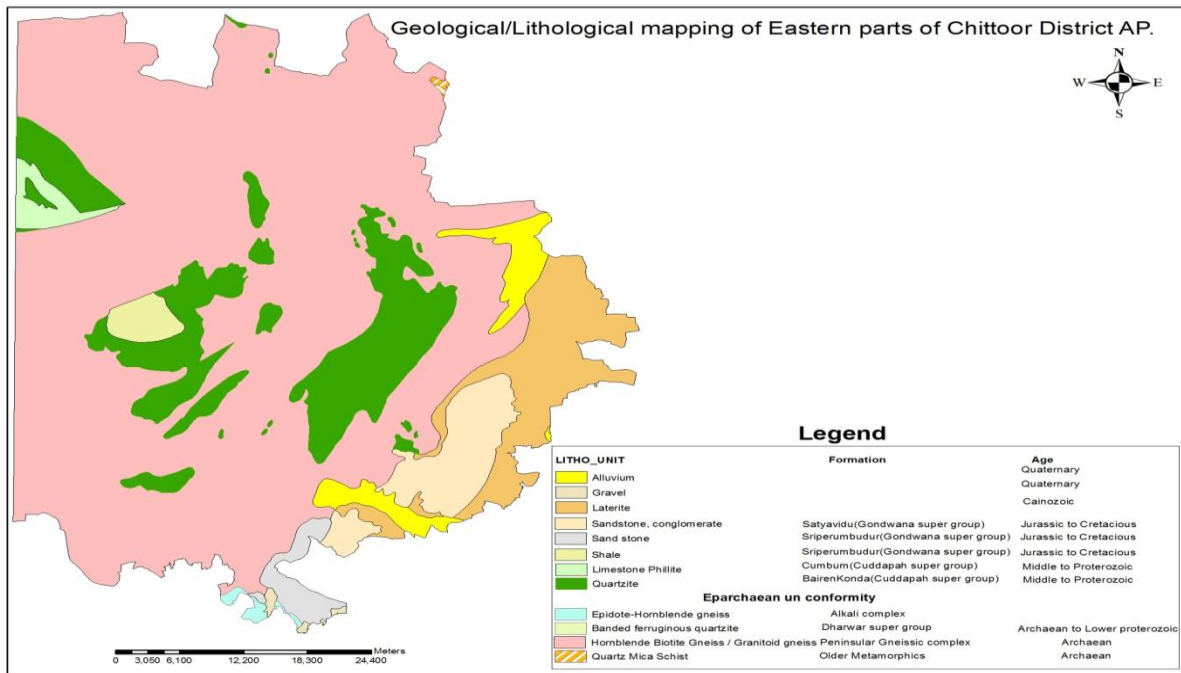 Geological/Lithological mapping of Eastern parts of Chittoor District AP.
N
W E
S
Legend
LITHO_UNIT Formation Age
Alluvium Quaternary
Gravel Quaternary
Laterite Cainozoic
Sandstone, conglomerate Satyavidu(Gondwana super group) Jurassic to Cretacious
Sand stone Sriperumbudur(Gondwana super group) Jurassic to Cretacious
Shale Sriperumbudur(Gondwana super group) Jurassic to Cretacious
Limestone Phillite Cumbum(Cuddapah super group) Middle to Proterozoic
Quartzite BairenKonda(Cuddapah super group) Middle to Proterozoic
Eparchaean un conformity
Epidote-Hornblende gneiss Alkali complex
Banded ferruginous quartzite Dharwar super group Archaean to Lower proterozoic
Hornblende Biotite Gneiss / Granitoid gneiss Peninsular Gneissic complex Archaean
Quartz Mica Schist Older Metamorphics Archaean
Meters
0 3,050 6,100 12,200 18,300 24,400